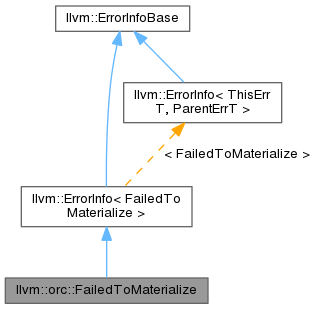 llvm::ErrorInfoBase
llvm::ErrorInfo< ThisErr
T, ParentErrT >
< FailedToMaterialize >
llvm::ErrorInfo< FailedTo
Materialize >
llvm::orc::FailedToMaterialize